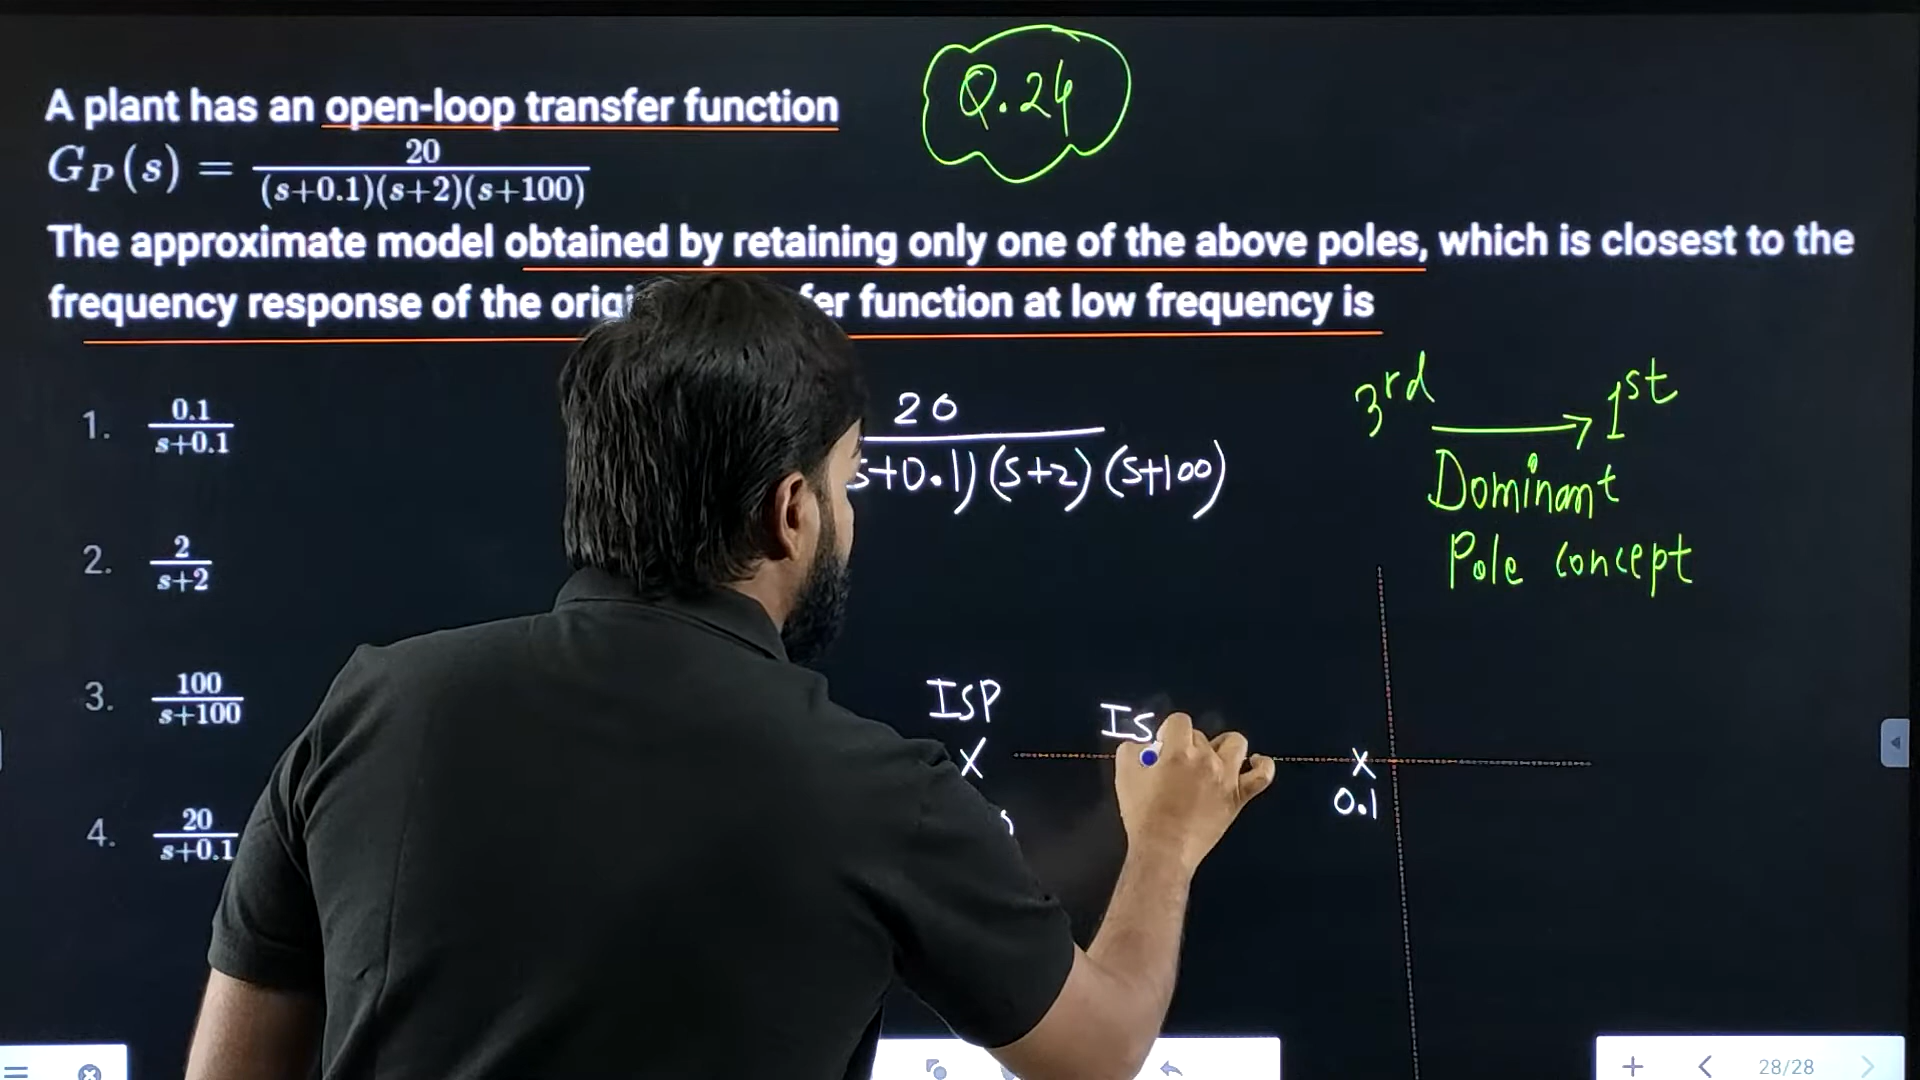 Q.24
A plant has an open-loop transfer function
G_P(s) = 20/((s+0.1)(s+2)(s+100))
The approximate model obtained by retaining only one of the above poles, which is closest to the
frequency response of the fer function at low frequency is
1. 0.1/(s+0.1)
2. 2/(s+2)
3. 100/(s+100)
4. 20/(s+0.1
20
s+0.1)(s+2)(s+100)
3rd → 1st
Dominant
Pole concept
ISP
IS
X
X
0.1
28/28